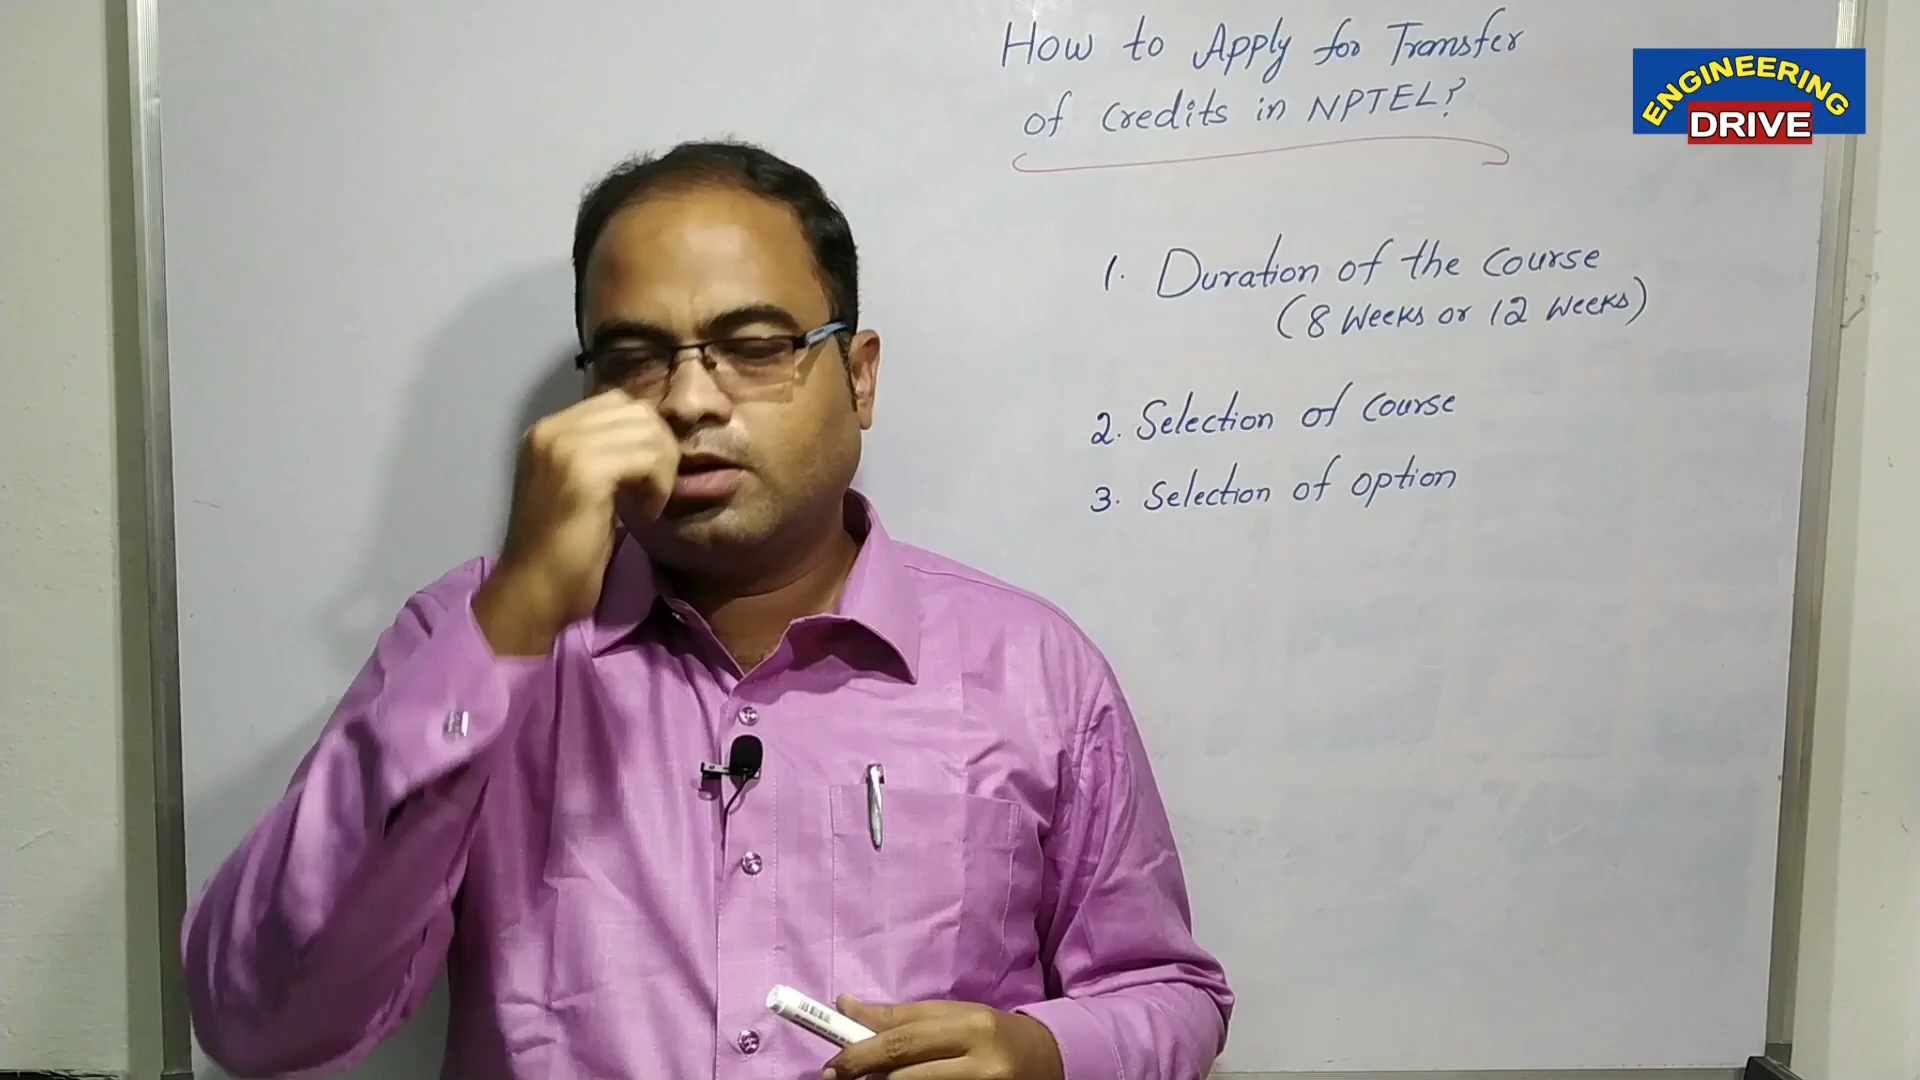 How to Apply for Transfer
of Credits in NPTEL?
ENGINEERING
DRIVE
1. Duration of the Course
(8 Weeks or 12 Weeks)
2. Selection of Course
3. Selection of option